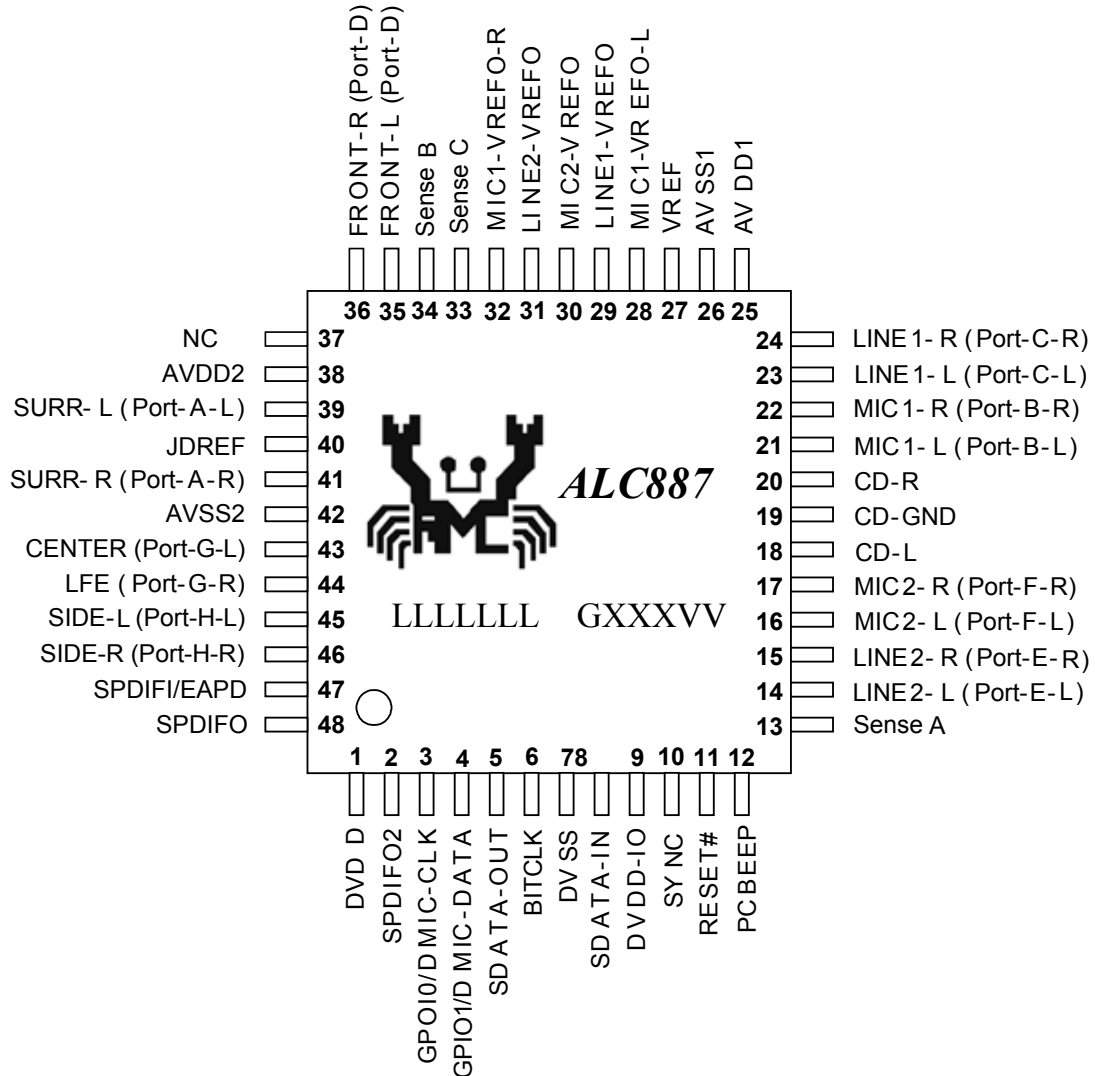 FRONT-R (Port-D)
FRONT-L (Port-D)
Sense B
Sense C
MIC1-VREFO-R
LINE2-VREFO
MIC2-VREFO
LINE1-VREFO
MIC1-VREFO-L
VREF
AVSS1
AVDD1
36 35 34 33 32 31 30 29 28 27 26 25
NC 37
AVDD2 38
SURR-L (Port-A-L) 39
JDREF 40
SURR-R (Port-A-R) 41
AVSS2 42
CENTER (Port-G-L) 43
LFE (Port-G-R) 44
SIDE-L (Port-H-L) 45
SIDE-R (Port-H-R) 46
SPDIFI/EAPD 47
SPDIFO 48
ALC887
LLLLLLL GXXXVV
24 LINE1-R (Port-C-R)
23 LINE1-L (Port-C-L)
22 MIC1-R (Port-B-R)
21 MIC1-L (Port-B-L)
20 CD-R
19 CD-GND
18 CD-L
17 MIC2-R (Port-F-R)
16 MIC2-L (Port-F-L)
15 LINE2-R (Port-E-R)
14 LINE2-L (Port-E-L)
13 Sense A
1 2 3 4 5 6 78 9 10 11 12
DVDD
SPDIFO2
GPOI0/DMIC-CLK
GPIO1/DMIC-DATA
SDATA-OUT
BITCLK
DVSS
SDATA-IN
DVDD-IO
SYNC
RESET#
PCBEEP